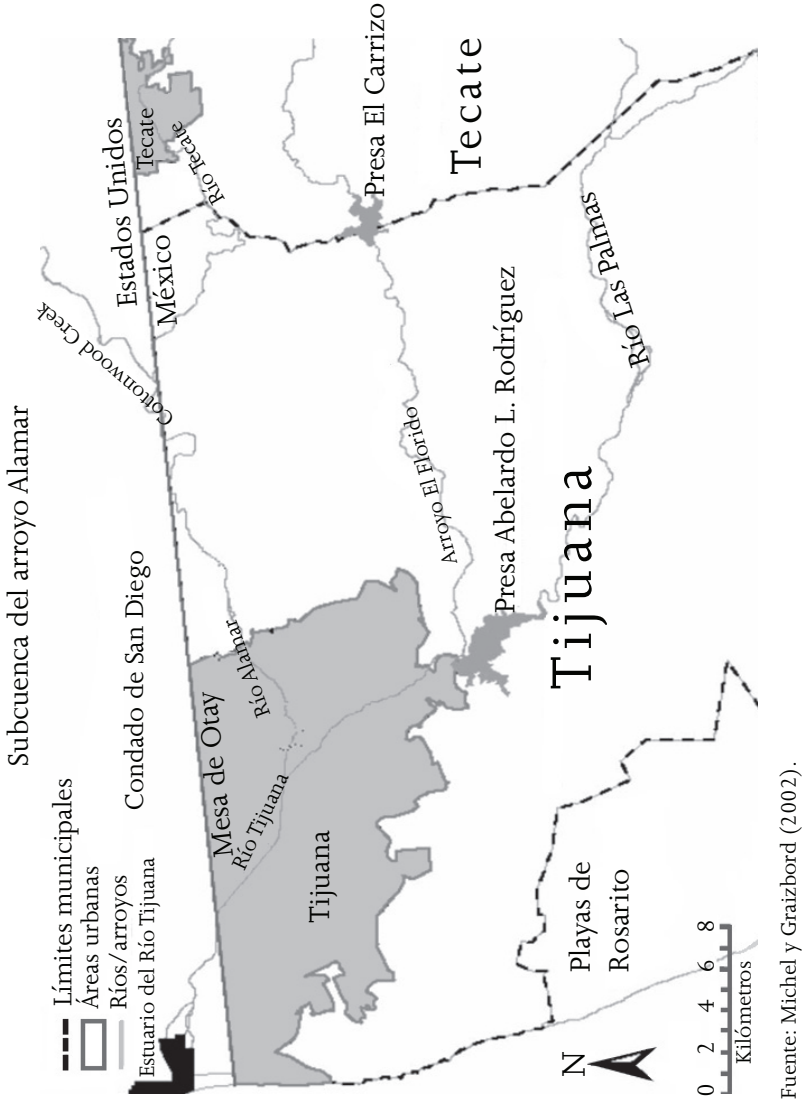 Subcuenca del arroyo Alamar
Límites municipales
Áreas urbanas
Ríos/arroyos
Estuario del Río Tijuana
Condado de San Diego
Cottonwood Creek
Estados Unidos
México
Tecate
Río Tecate
Mesa de Otay
Río Alamar
Río Tijuana
Tijuana
Arroyo El Florido
Presa El Carrizo
Tecate
Presa Abelardo L. Rodríguez
Tijuana
Río Las Palmas
Playas de
Rosarito
N
0 2 4 6 8
Kilómetros
Fuente: Michel y Graizbord (2002).